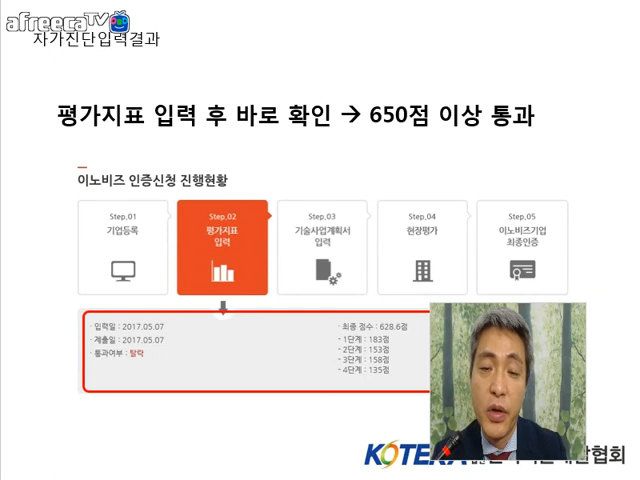 afreecaTV
자가진단입력결과
평가지표 입력 후 바로 확인 → 650점 이상 통과
이노비즈 인증신청 진행현황
Step.01
기업등록
Step.02
평가지표
입력
Step.03
기술사업계획서
입력
Step.04
현장평가
Step.05
이노비즈기업
최종인증
· 입력일 : 2017.05.07
· 제출일 : 2017.05.07
· 통과여부 : 탈락
· 최종 점수 : 628.6점
- 1단계 : 183점
- 2단계 : 153점
- 3단계 : 158점
- 4단계 : 135점
KOTERA